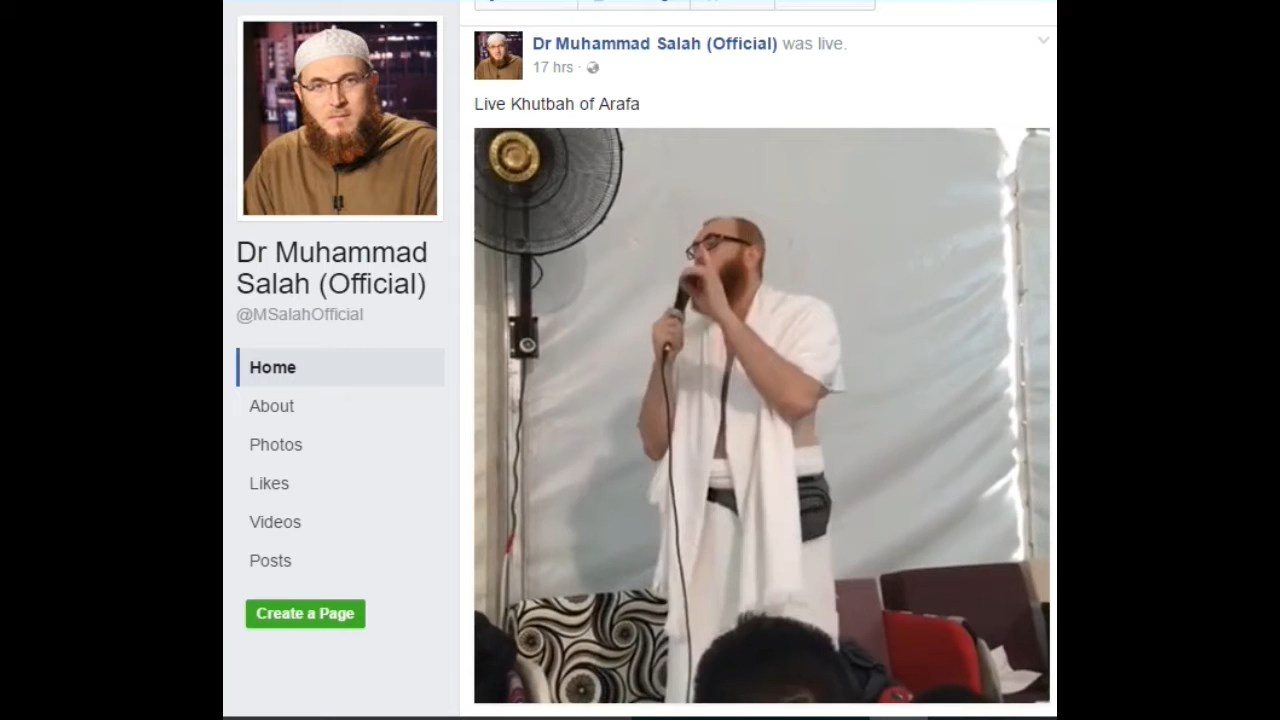 Dr Muhammad
Salah (Official)
@MSalahOfficial
Home
About
Photos
Likes
Videos
Posts
Create a Page
Dr Muhammad Salah (Official) was live.
17 hrs ·
Live Khutbah of Arafa